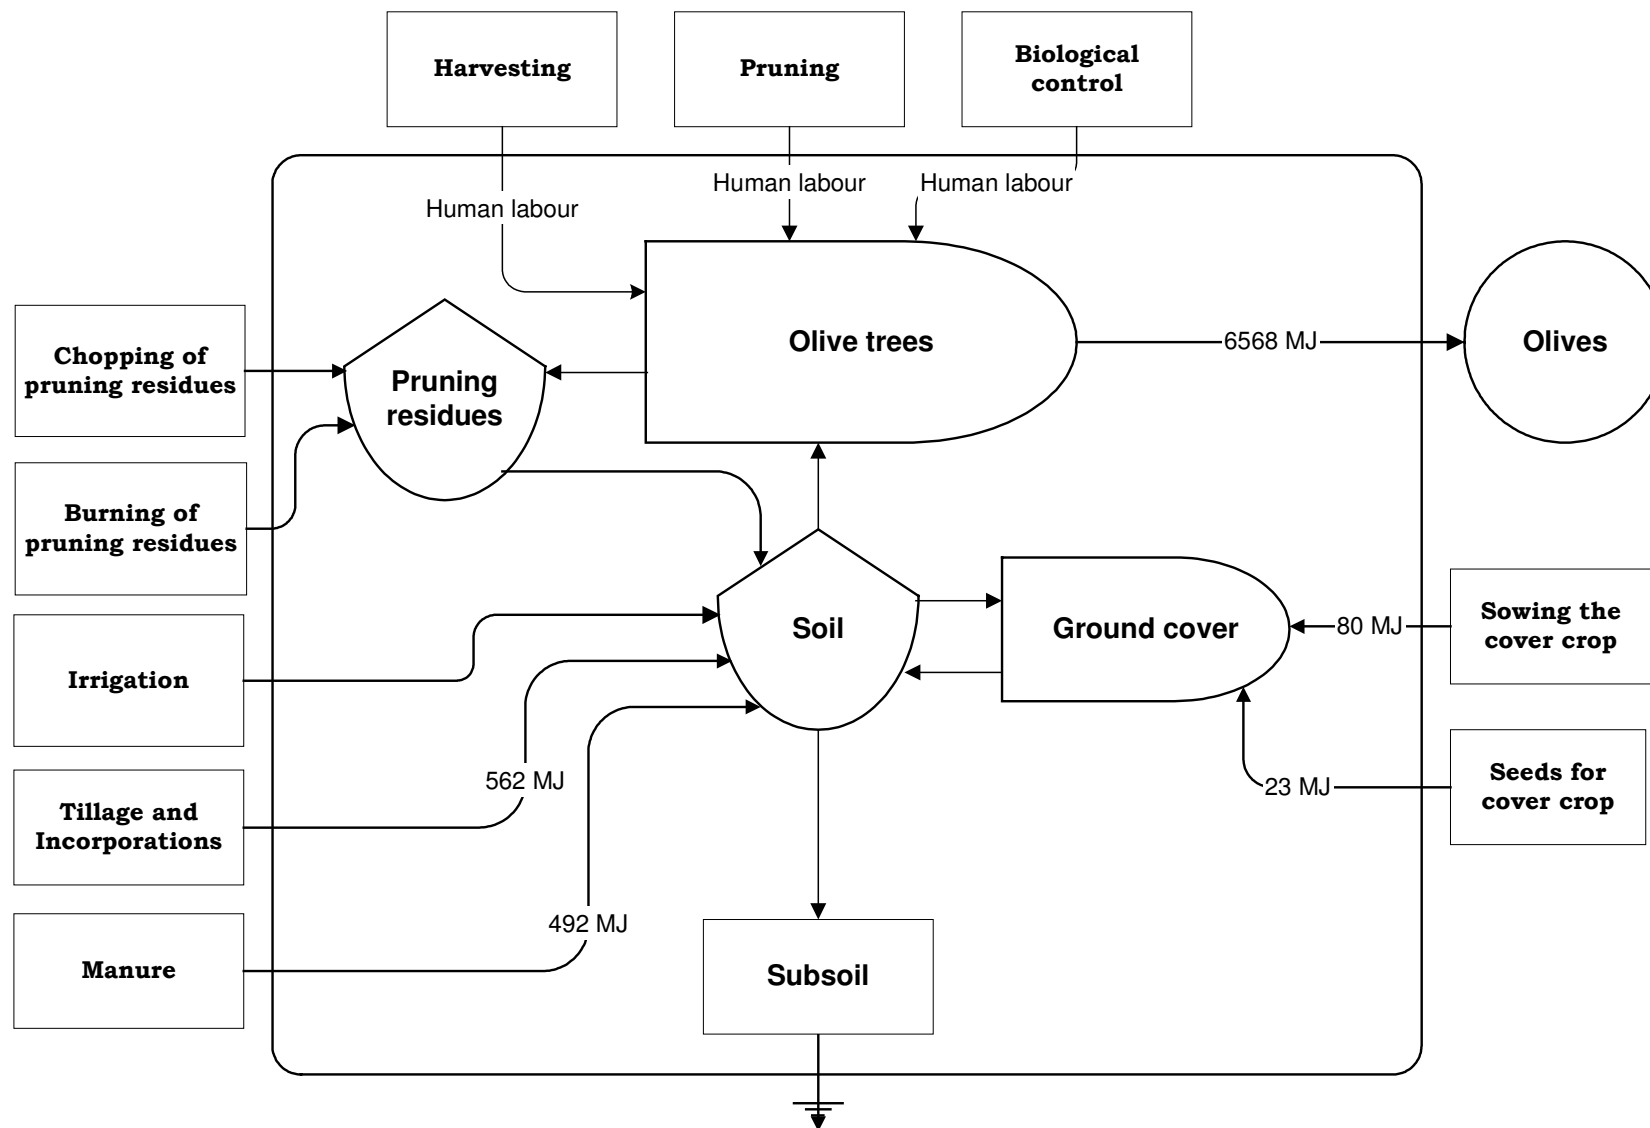 Harvesting
Pruning
Biological
control
Human labour
Human labour
Human labour
Chopping of
pruning residues
Pruning
residues
Olive trees
6568 MJ
Olives
Burning of
pruning residues
Irrigation
Soil
Ground cover
80 MJ
Sowing the
cover crop
Tillage and
Incorporations
562 MJ
23 MJ
Seeds for
cover crop
Manure
492 MJ
Subsoil